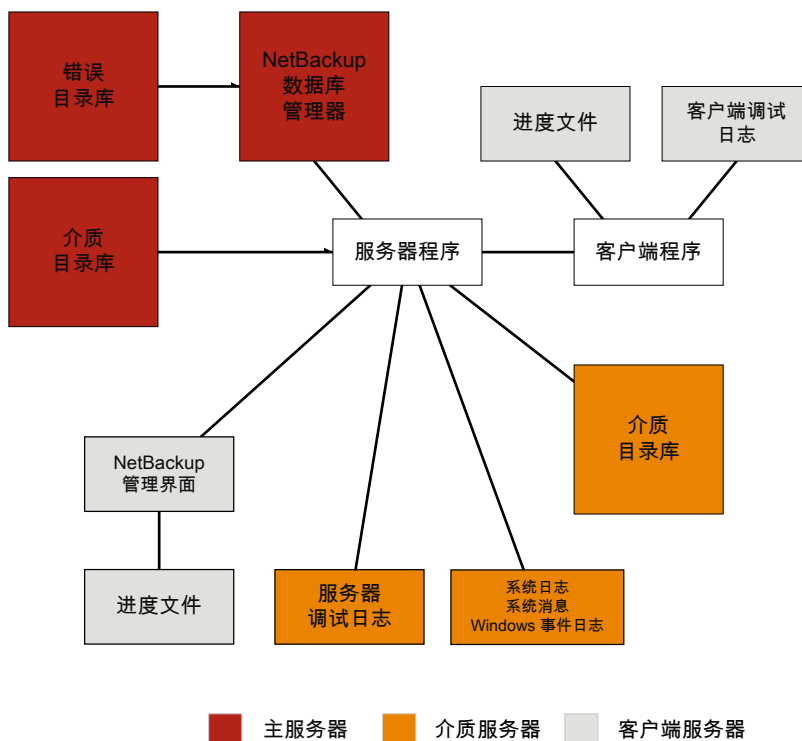 错误
目录库
NetBackup
数据库
管理器
进度文件
客户端调试
日志
介质
目录库
服务器程序
客户端程序
介质
目录库
NetBackup
管理界面
进度文件
服务器
调试日志
系统日志
系统消息
Windows 事件日志
主服务器
介质服务器
客户端服务器